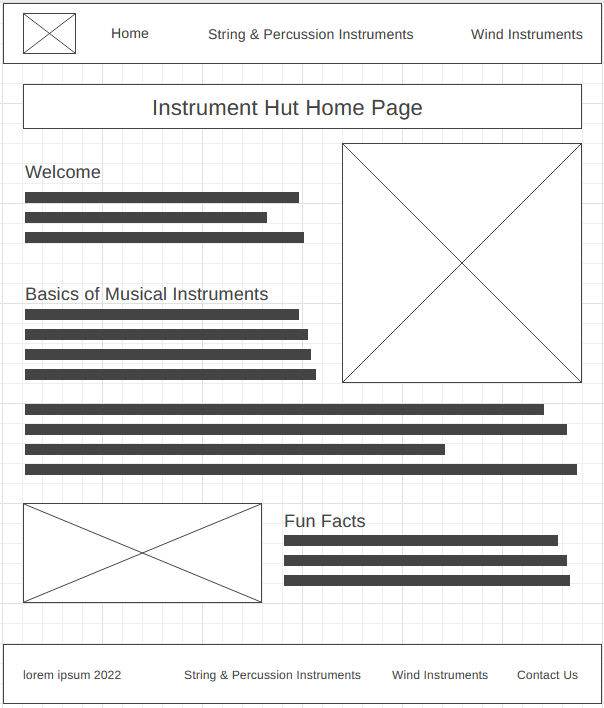 Home String & Percussion Instruments Wind Instruments
Instrument Hut Home Page
Welcome
Basics of Musical Instruments
Fun Facts
lorem ipsum 2022 String & Percussion Instruments Wind Instruments Contact Us